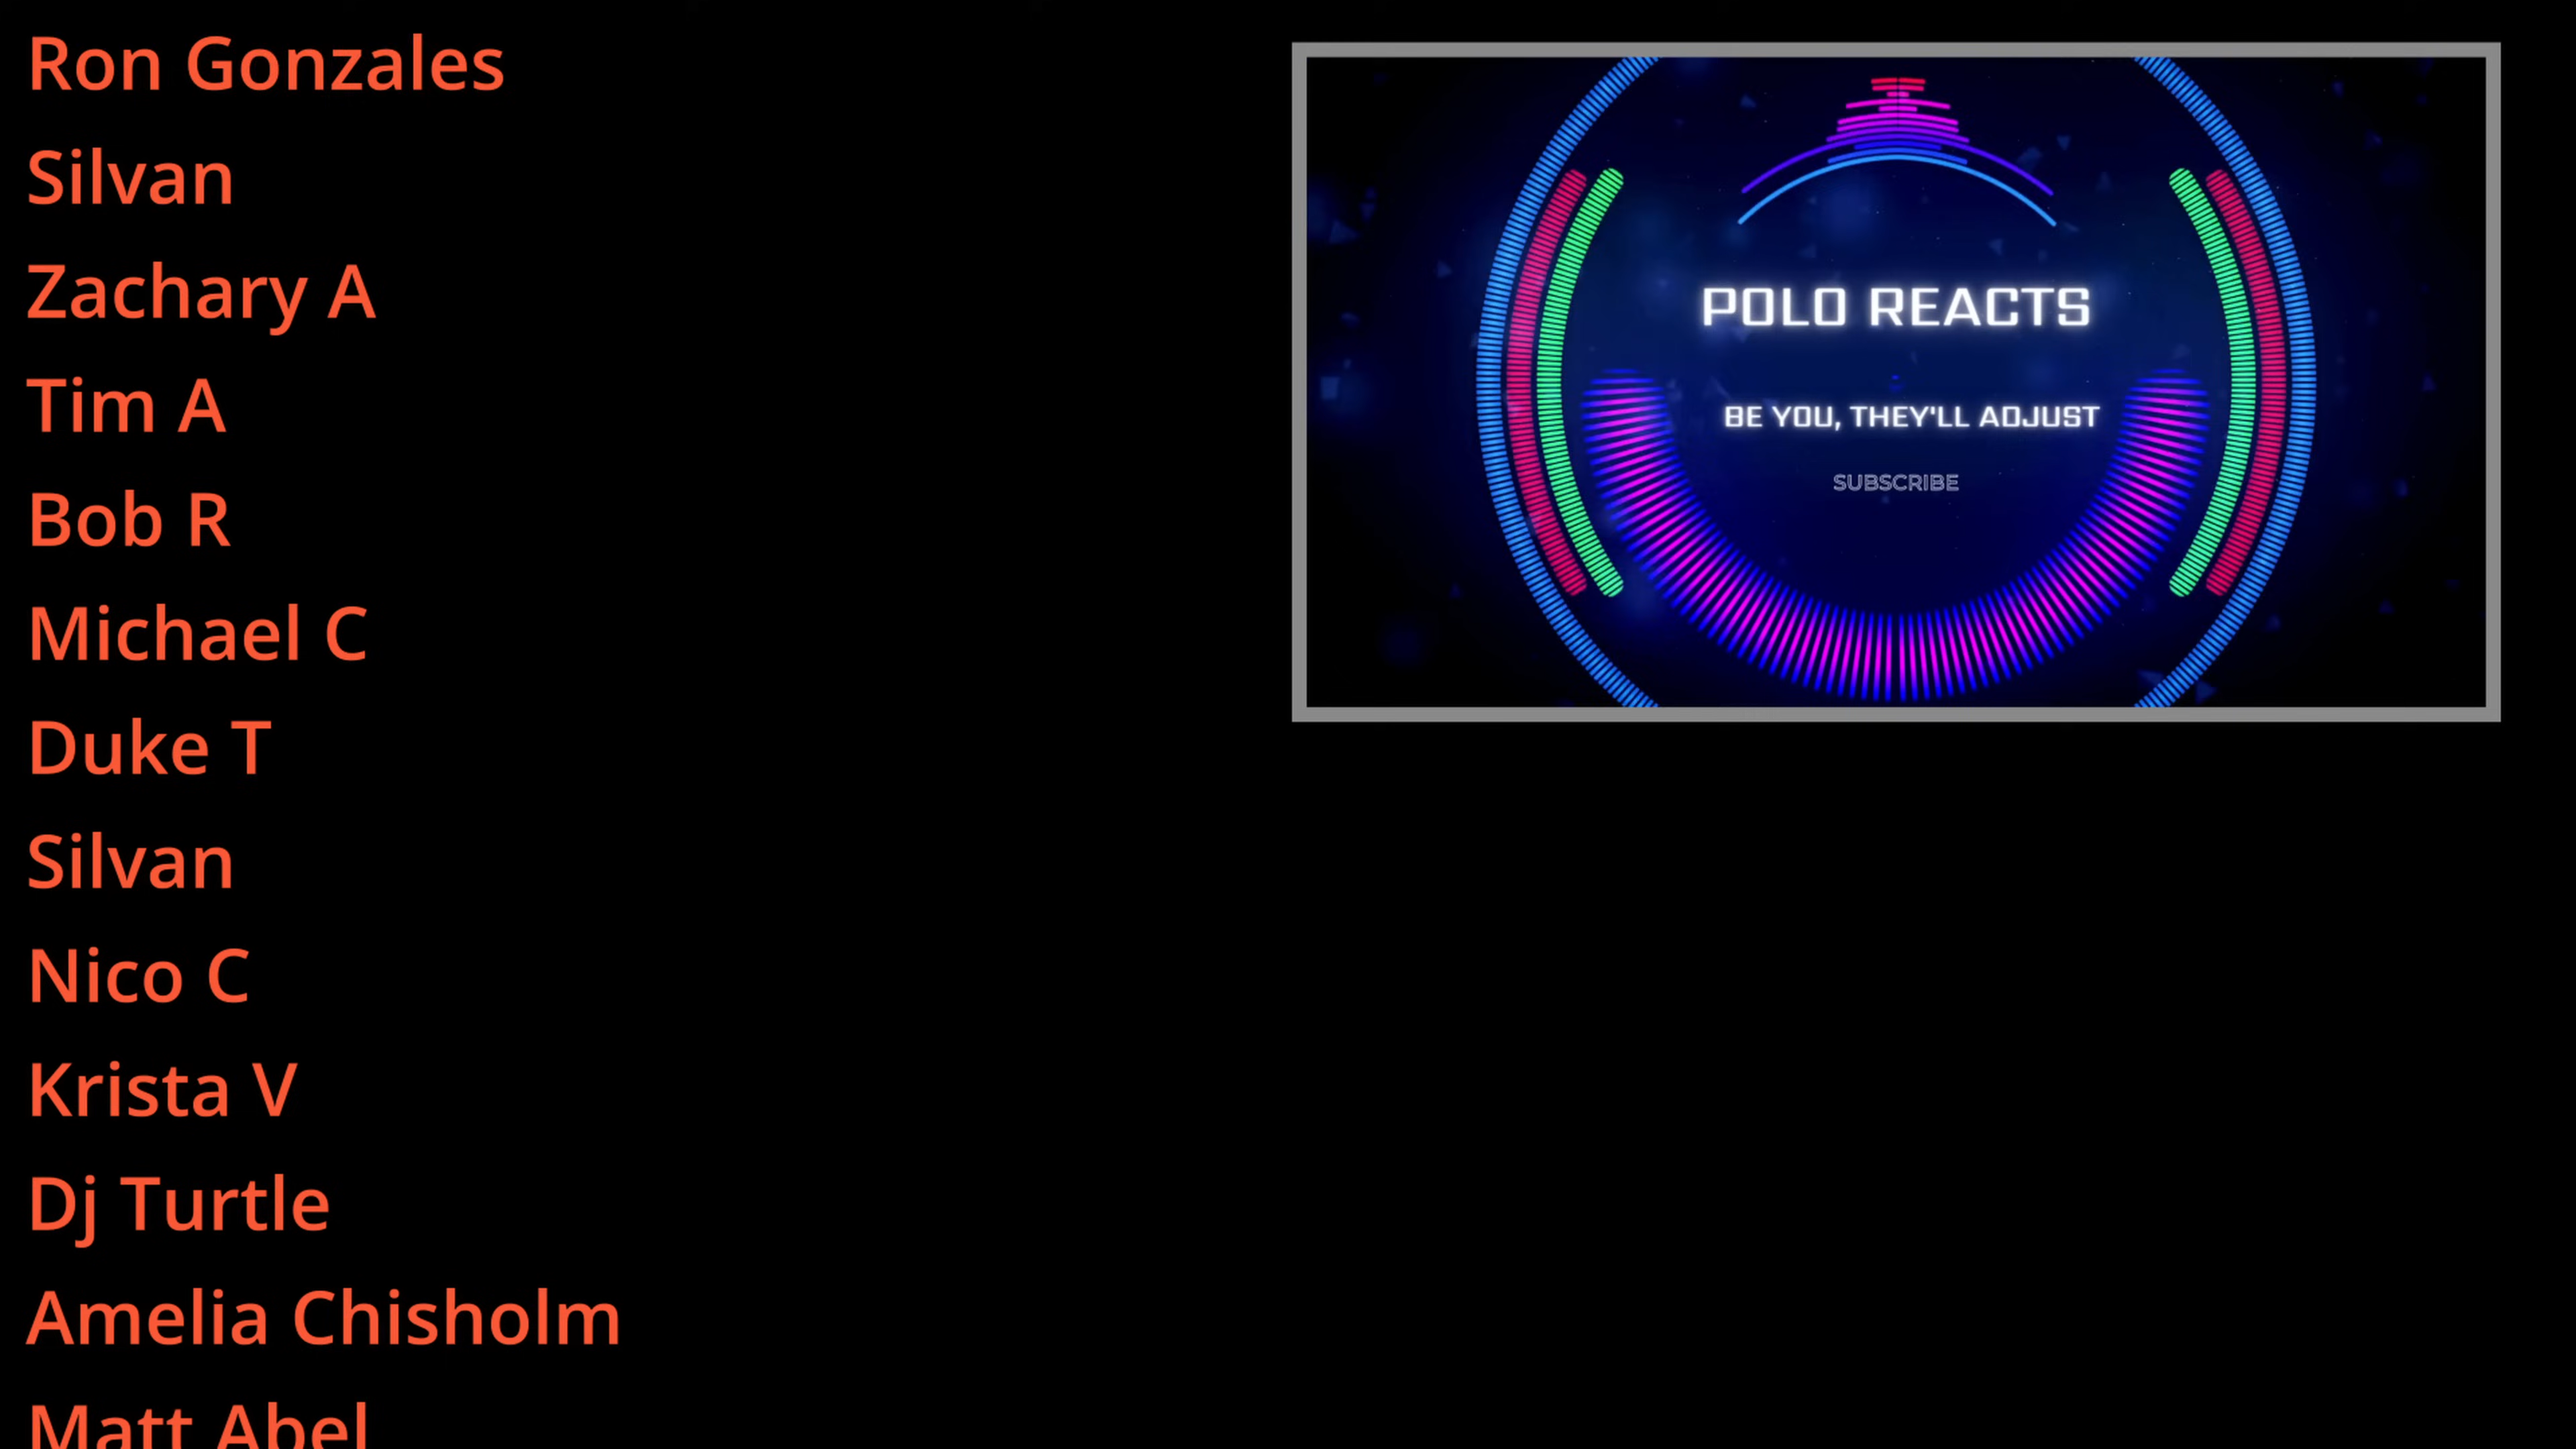 Ron Gonzales
Silvan
Zachary A
Tim A
Bob R
Michael C
Duke T
Silvan
Nico C
Krista V
Dj Turtle
Amelia Chisholm
Matt Abel
POLO REACTS
BE YOU, THEY'LL ADJUST
SUBSCRIBE